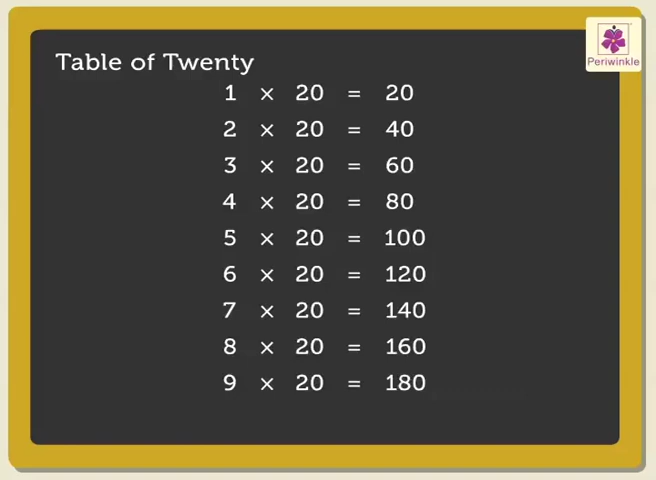 Periwinkle
Table of Twenty
1 × 20 = 20
2 × 20 = 40
3 × 20 = 60
4 × 20 = 80
5 × 20 = 100
6 × 20 = 120
7 × 20 = 140
8 × 20 = 160
9 × 20 = 180